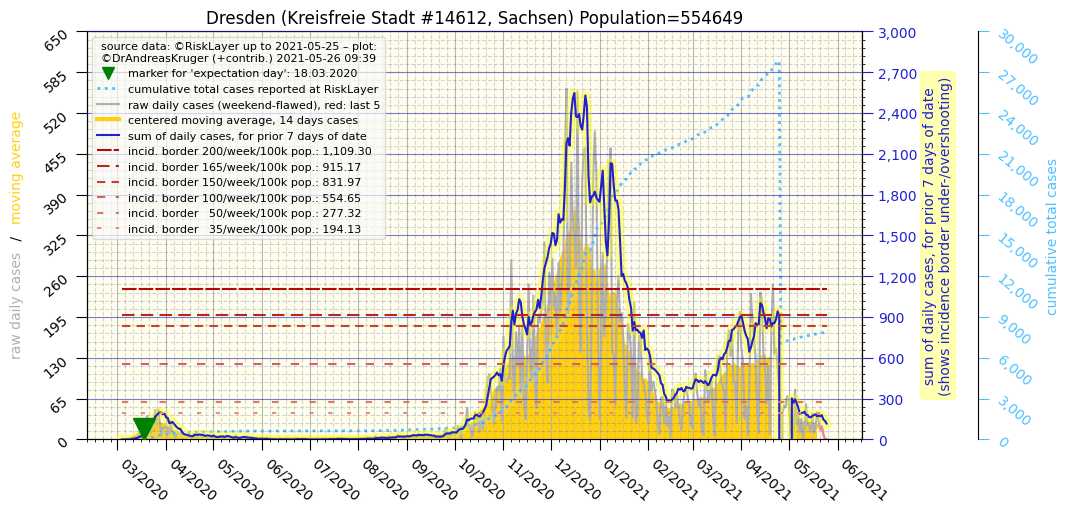 Dresden (Kreisfreie Stadt #14612, Sachsen) Population=554649
source data: ©RiskLayer up to 2021-05-25 – plot:
©DrAndreasKruger (+contrib.) 2021-05-26 09:39
marker for 'expectation day': 18.03.2020
cumulative total cases reported at RiskLayer
raw daily cases (weekend-flawed), red: last 5
centered moving average, 14 days cases
sum of daily cases, for prior 7 days of date
incid. border 200/week/100k pop.: 1,109.30
incid. border 165/week/100k pop.: 915.17
incid. border 150/week/100k pop.: 831.97
incid. border 100/week/100k pop.: 554.65
incid. border 50/week/100k pop.: 277.32
incid. border 35/week/100k pop.: 194.13
raw daily cases / moving average
650
585
520
455
390
325
260
195
130
65
0
03/2020
04/2020
05/2020
06/2020
07/2020
08/2020
09/2020
10/2020
11/2020
12/2020
01/2021
02/2021
03/2021
04/2021
05/2021
06/2021
3,000
2,700
2,400
2,100
1,800
1,500
1,200
900
600
300
0
sum of daily cases, for prior 7 days of date
(shows incidence border under-/overshooting)
30,000
27,000
24,000
21,000
18,000
15,000
12,000
9,000
6,000
3,000
0
cumulative total cases